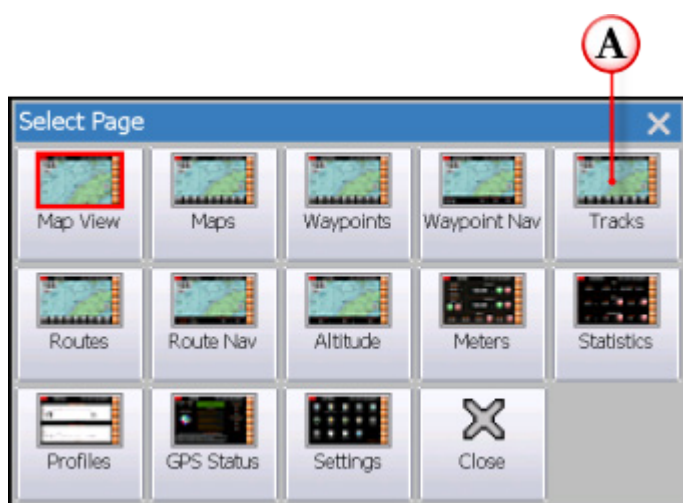 A
Select Page
Map View Maps Waypoints Waypoint Nav Tracks
Routes Route Nav Altitude Meters Statistics
Profiles GPS Status Settings Close